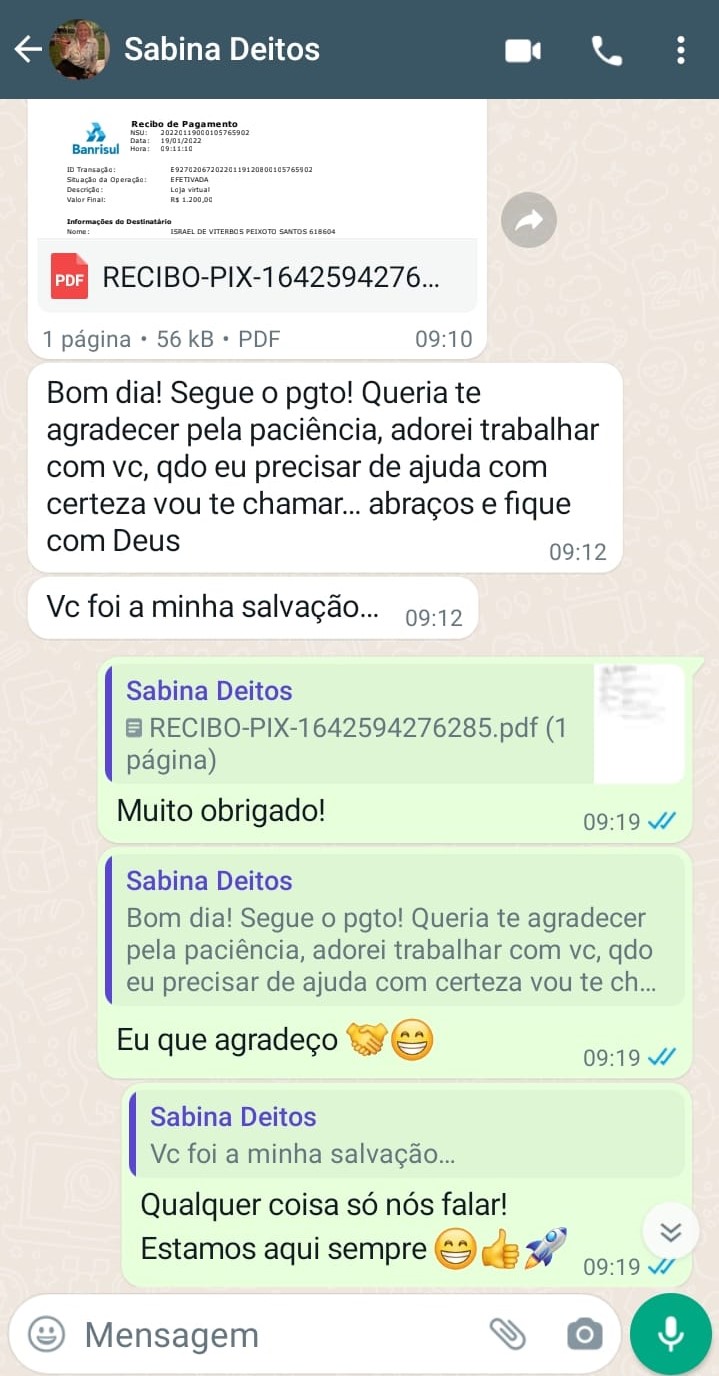 Sabina Deitos
Banrisul
Recibo de Pagamento
NSU: 20220119000105765902
Data: 19/01/2022
Hora: 09:11:10
ID Transação: E9270206720220119120800105765902
Situação da Operação: EFETIVADA
Descrição: Loja virtual
Valor Final: R$ 1.200,00
Informações do Destinatário
Nome: ISRAEL DE VITERBOS PEIXOTO SANTOS 618604
PDF RECIBO-PIX-1642594276...
1 página • 56 kB • PDF 09:10
Bom dia! Segue o pgto! Queria te
agradecer pela paciência, adorei trabalhar
com vc, qdo eu precisar de ajuda com
certeza vou te chamar... abraços e fique
com Deus
09:12
Vc foi a minha salvação... 09:12
Sabina Deitos
RECIBO-PIX-1642594276285.pdf (1
página)
Muito obrigado!
09:19
Sabina Deitos
Bom dia! Segue o pgto! Queria te agradecer
pela paciência, adorei trabalhar com vc, qdo
eu precisar de ajuda com certeza vou te ch...
Eu que agradeço 🤝😁
09:19
Sabina Deitos
Vc foi a minha salvação...
Qualquer coisa só nós falar!
Estamos aqui sempre 😁👍🚀
09:19
Mensagem